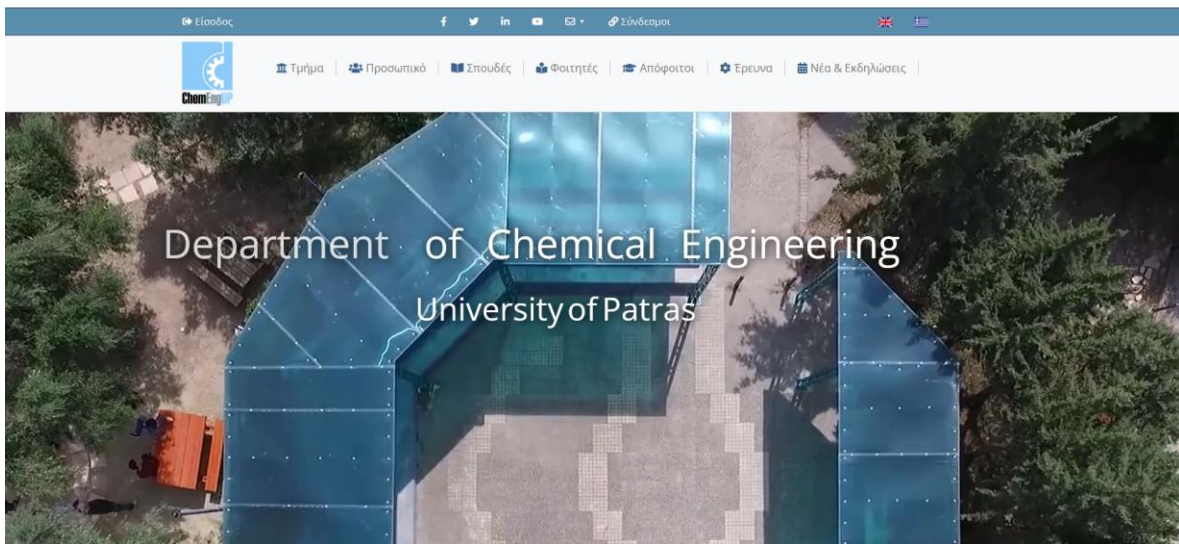 Είσοδος
Σύνδεσμοι
ChemEngUP
Τμήμα Προσωπικό Σπουδές Φοιτητές Απόφοιτοι Έρευνα Νέα & Εκδηλώσεις
Department of Chemical Engineering
University of Patras